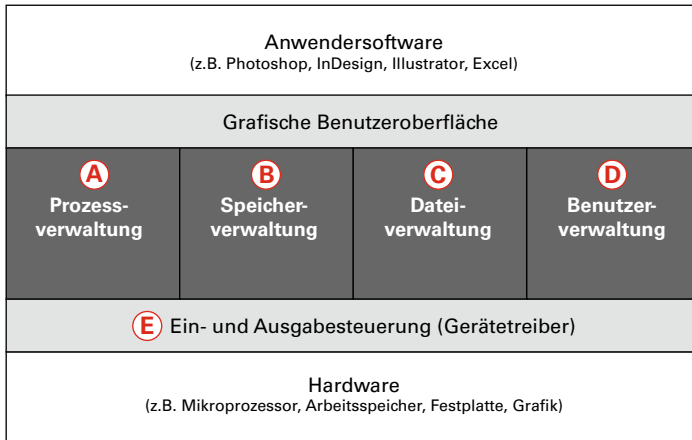 Anwendersoftware
(z.B. Photoshop, InDesign, Illustrator, Excel)
Grafische Benutzeroberfläche
A
Prozess-
verwaltung
B
Speicher-
verwaltung
C
Datei-
verwaltung
D
Benutzer-
verwaltung
E Ein- und Ausgabesteuerung (Gerätetreiber)
Hardware
(z.B. Mikroprozessor, Arbeitsspeicher, Festplatte, Grafik)